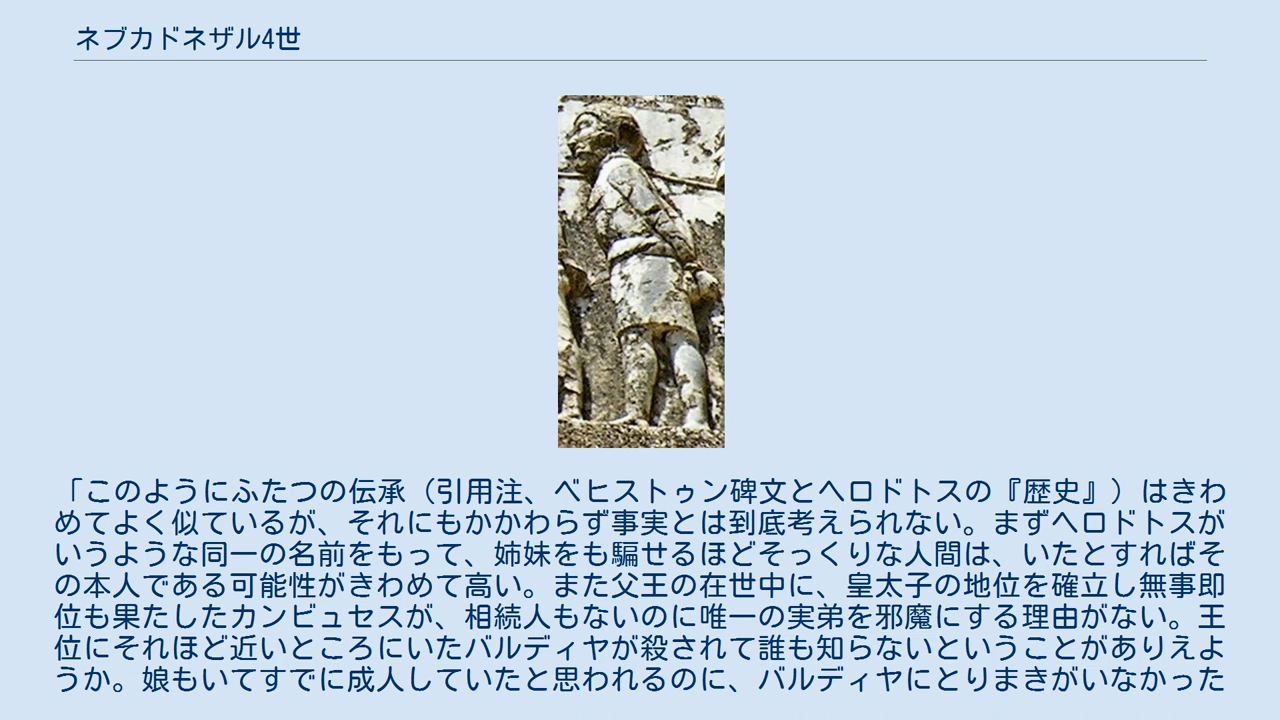 ネブカドネザル4世
「このようにふたつの伝承（引用注、ベヒストゥン碑文とヘロドトスの『歴史』）はきわ
めてよく似ているが、それにもかかわらず事実とは到底考えられない。まずヘロドトスが
いうような同一の名前をもって、姉妹をも騙せるほどそっくりな人間は、いたとすればそ
の本人である可能性がきわめて高い。また父王の在世中に、皇太子の地位を確立し無事即
位も果たしたカンビュセスが、相続人もないのに唯一の実弟を邪魔にする理由がない。王
位にそれほど近いところにいたバルディヤが殺されて誰も知らないということがありえよ
うか。娘もいてすでに成人していたと思われるのに、バルディヤにとりまきがいなかった